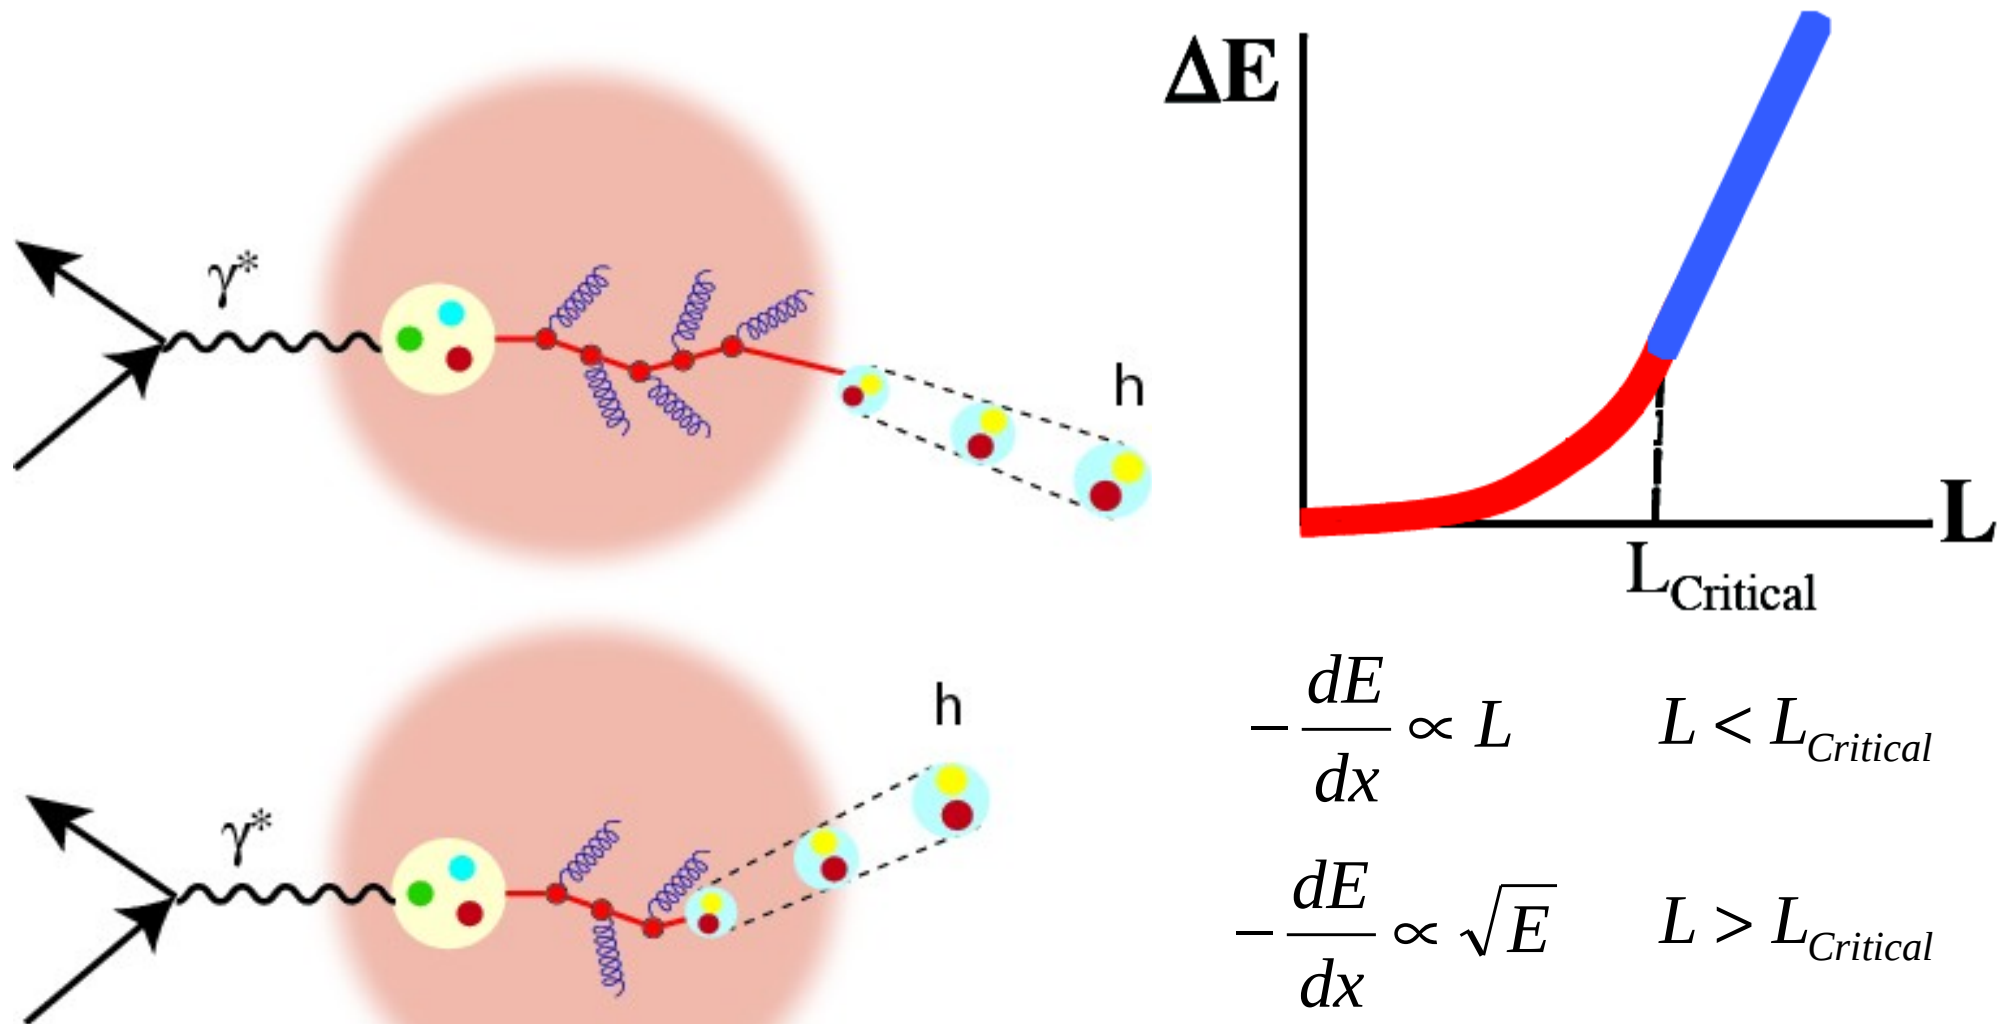 γ*
h
γ*
h
ΔE
L
L_Critical
− dE/dx ∝ L L < L_Critical
− dE/dx ∝ √E L > L_Critical